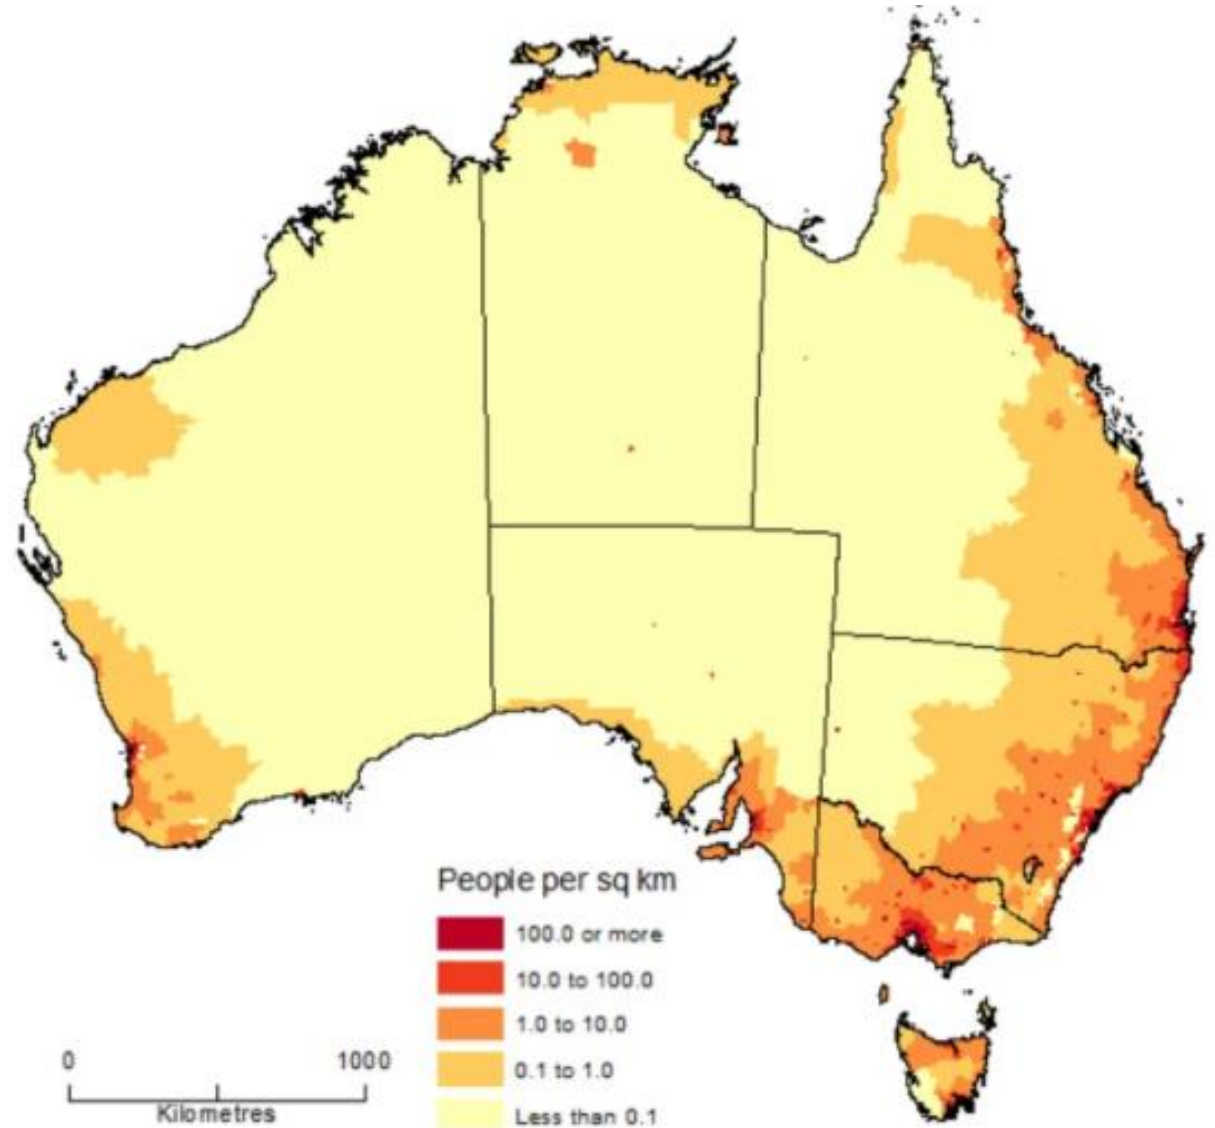 People per sq km
100.0 or more
10.0 to 100.0
1.0 to 10.0
0.1 to 1.0
Less than 0.1
0 1000
Kilometres